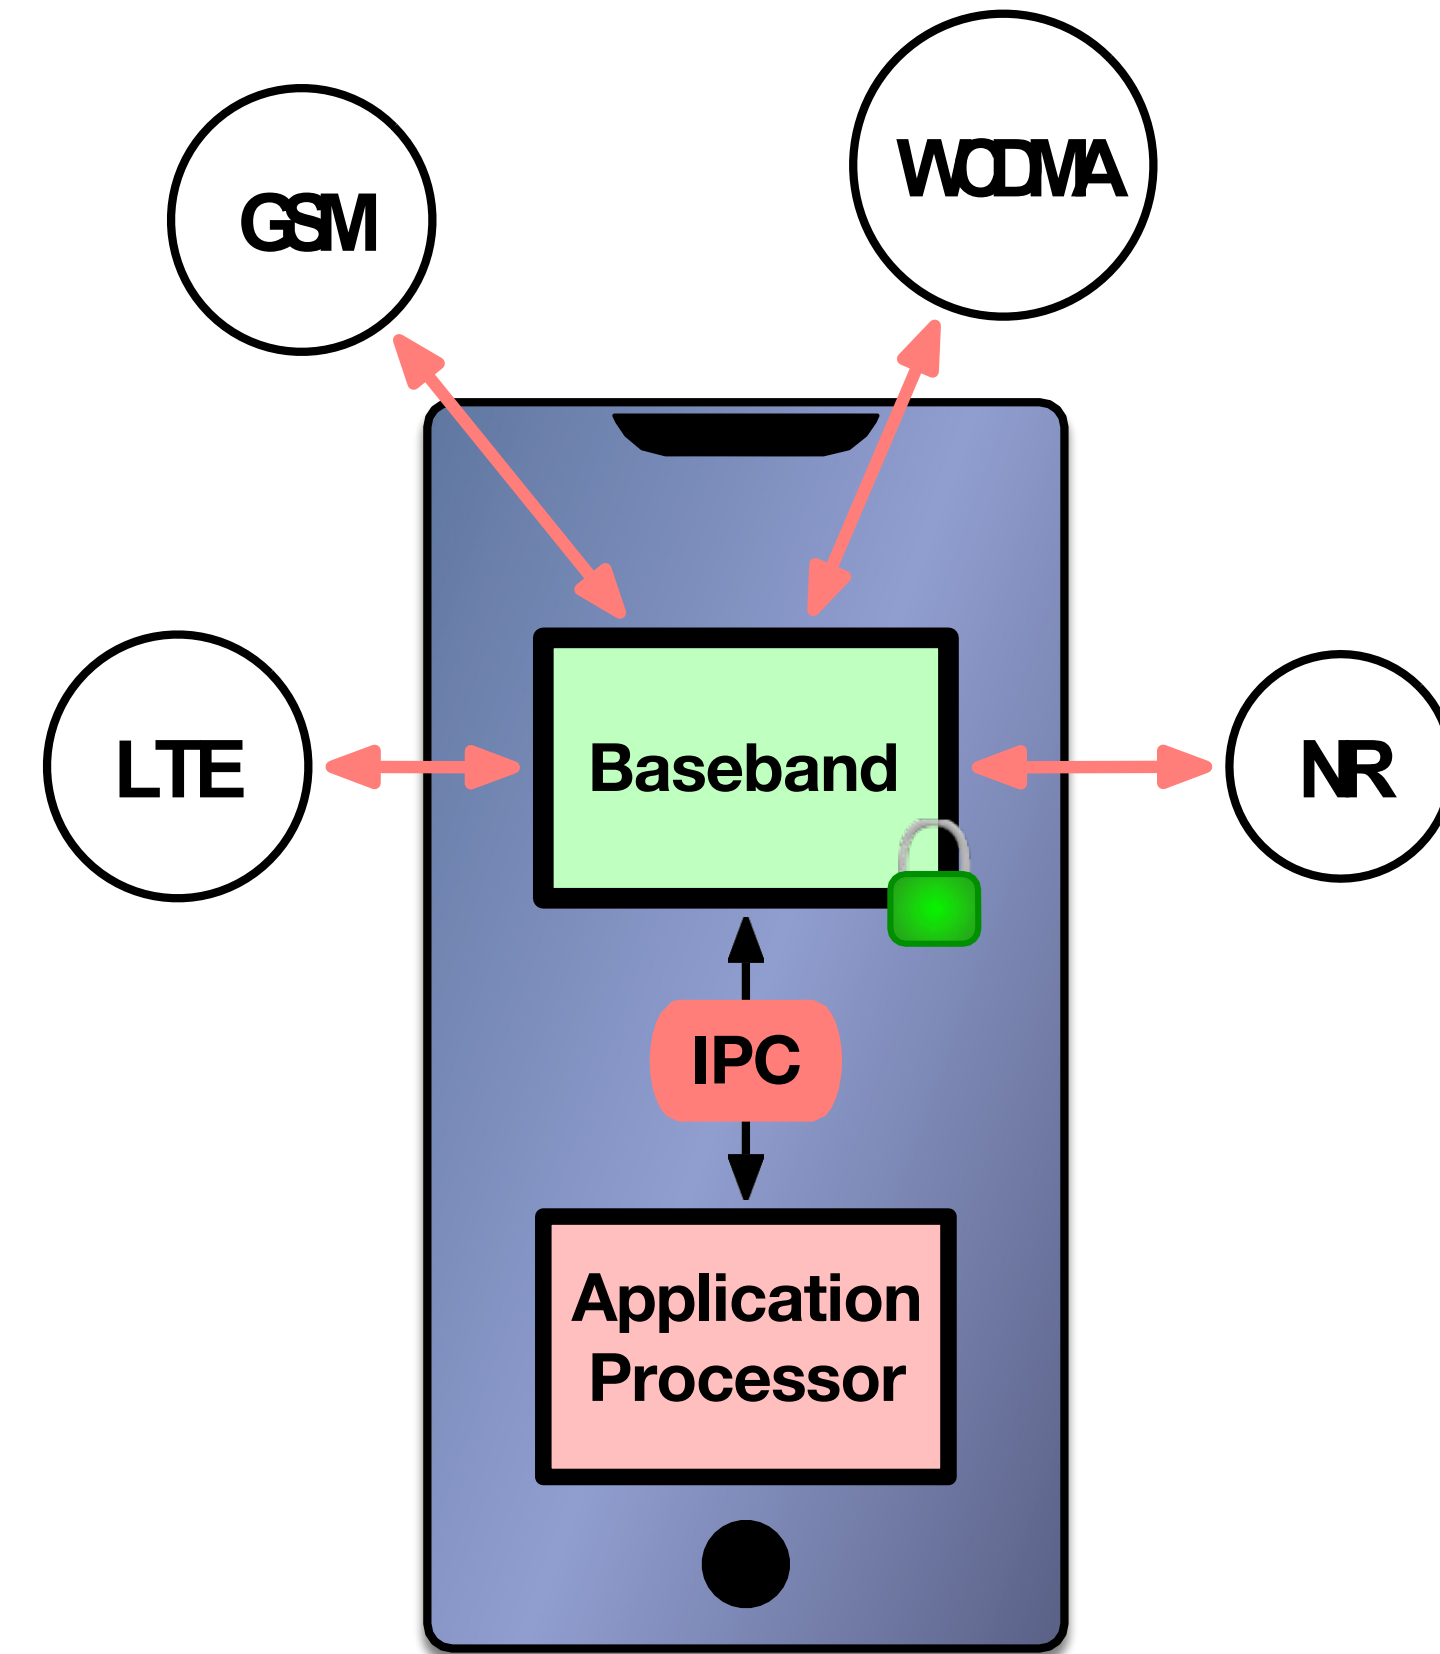 GSM
WCDMA
LTE
Baseband
NR
IPC
Application
Processor